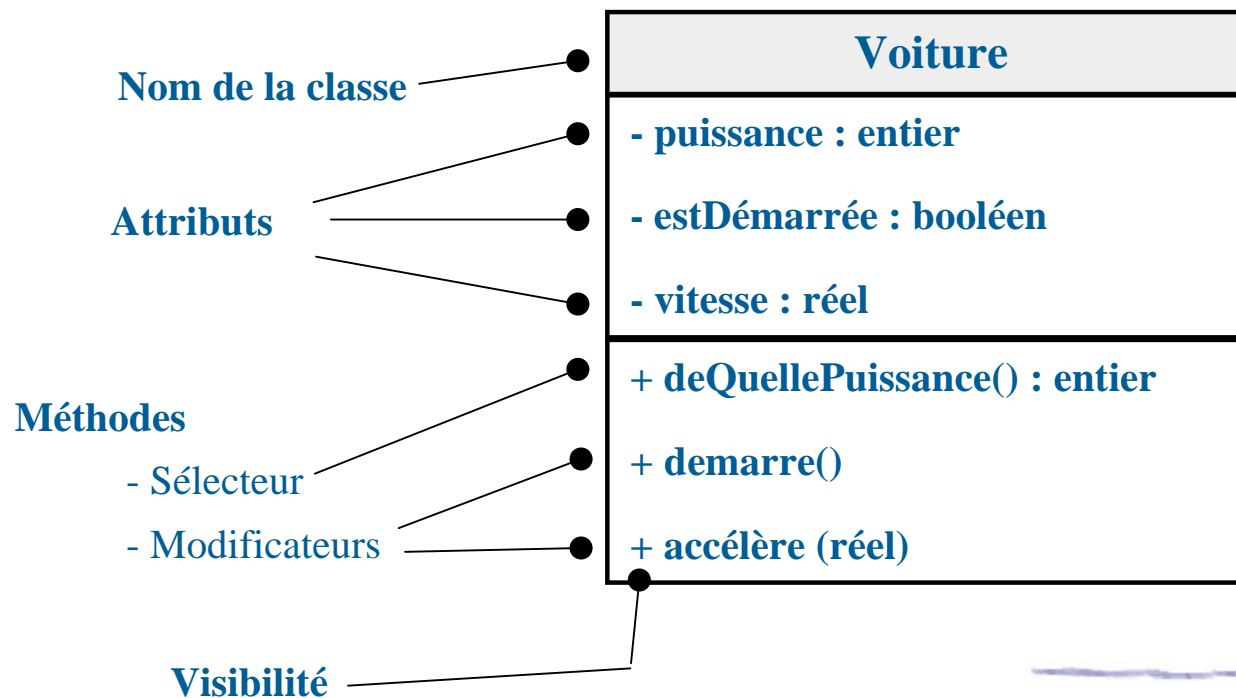 Voiture
Nom de la classe
- puissance : entier
Attributs
- estDémarrée : booléen
- vitesse : réel
+ deQuellePuissance() : entier
Méthodes
- Sélecteur
+ demarre()
- Modificateurs
+ accélère (réel)
Visibilité